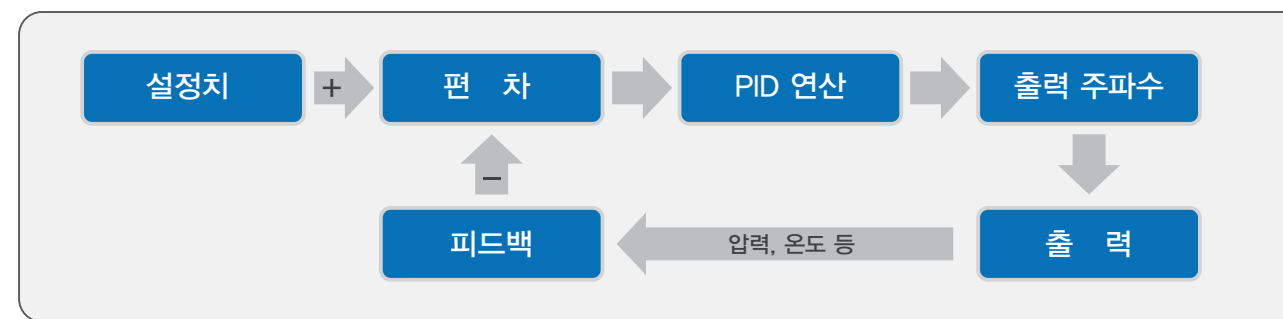 설정치
+
편 차
PID 연산
출력 주파수
−
피드백
압력, 온도 등
출 력